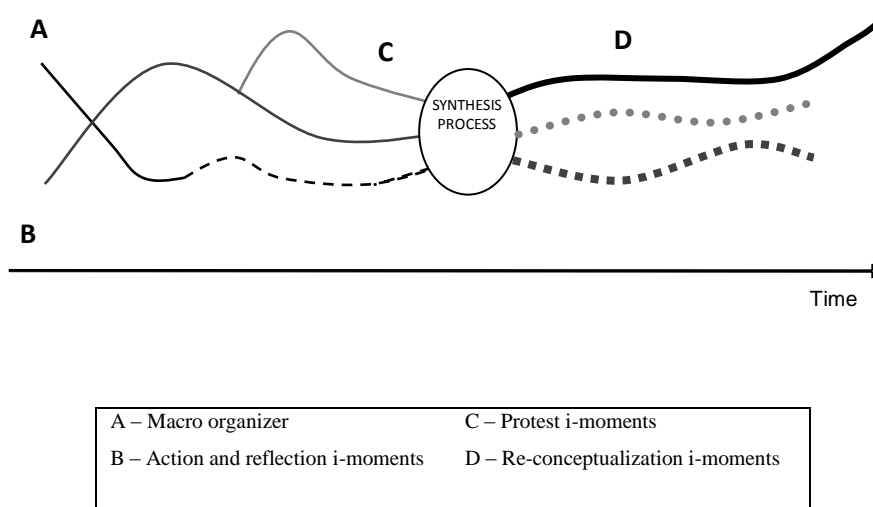 A
C
D
SYNTHESIS
PROCESS
B
Time
A – Macro organizer
C – Protest i-moments
B – Action and reflection i-moments
D – Re-conceptualization i-moments